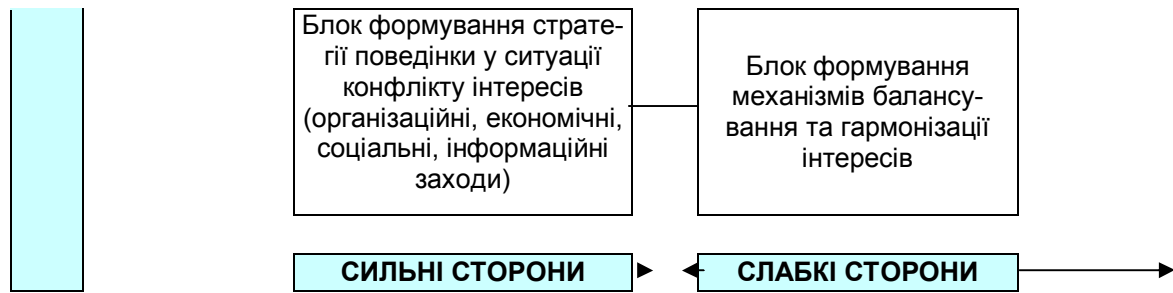 Блок формування страте-
гії поведінки у ситуації
конфлікту інтересів
(організаційні, економічні,
соціальні, інформаційні
заходи)
Блок формування
механізмів балансу-
вання та гармонізації
інтересів
СИЛЬНІ СТОРОНИ
СЛАБКІ СТОРОНИ